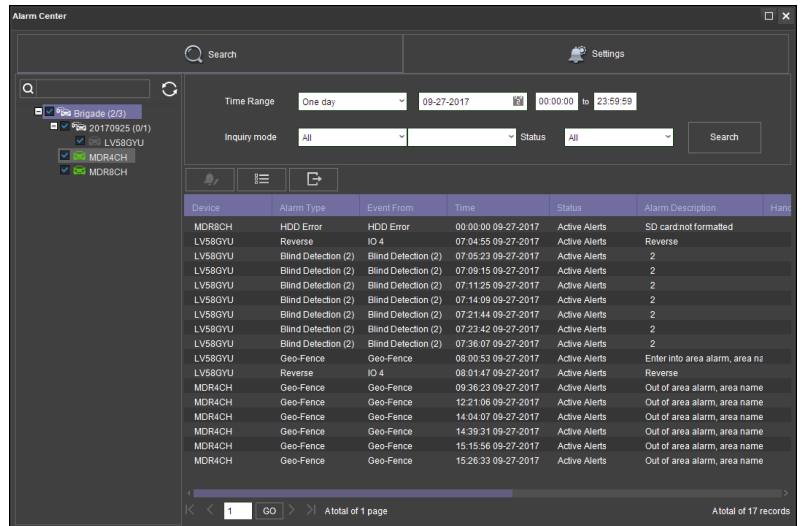 Alarm Center
Search
Settings
Brigade (2/3)
20170925 (0/1)
LV58GYU
MDR4CH
MDR8CH
Time Range One day 09-27-2017 00:00:00 to 23:59:59
Inquiry mode All Status All Search
Device Alarm Type Event From Time Status Alarm Description Hanc
MDR8CH HDD Error HDD Error 00:00:00 09-27-2017 Active Alerts SD card:not formatted
LV58GYU Reverse IO 4 07:04:55 09-27-2017 Active Alerts Reverse
LV58GYU Blind Detection (2) Blind Detection (2) 07:05:23 09-27-2017 Active Alerts 2
LV58GYU Blind Detection (2) Blind Detection (2) 07:09:15 09-27-2017 Active Alerts 2
LV58GYU Blind Detection (2) Blind Detection (2) 07:11:25 09-27-2017 Active Alerts 2
LV58GYU Blind Detection (2) Blind Detection (2) 07:14:09 09-27-2017 Active Alerts 2
LV58GYU Blind Detection (2) Blind Detection (2) 07:21:44 09-27-2017 Active Alerts 2
LV58GYU Blind Detection (2) Blind Detection (2) 07:23:42 09-27-2017 Active Alerts 2
LV58GYU Blind Detection (2) Blind Detection (2) 07:36:07 09-27-2017 Active Alerts 2
LV58GYU Geo-Fence Geo-Fence 08:00:53 09-27-2017 Active Alerts Enter into area alarm, area na
LV58GYU Reverse IO 4 08:01:47 09-27-2017 Active Alerts Reverse
MDR4CH Geo-Fence Geo-Fence 09:36:23 09-27-2017 Active Alerts Out of area alarm, area name
MDR4CH Geo-Fence Geo-Fence 12:21:06 09-27-2017 Active Alerts Out of area alarm, area name
MDR4CH Geo-Fence Geo-Fence 14:04:07 09-27-2017 Active Alerts Out of area alarm, area name
MDR4CH Geo-Fence Geo-Fence 14:39:31 09-27-2017 Active Alerts Out of area alarm, area name
MDR4CH Geo-Fence Geo-Fence 15:15:56 09-27-2017 Active Alerts Out of area alarm, area name
MDR4CH Geo-Fence Geo-Fence 15:26:33 09-27-2017 Active Alerts Out of area alarm, area name
1 GO Atotal of 1 page Atotal of 17 records